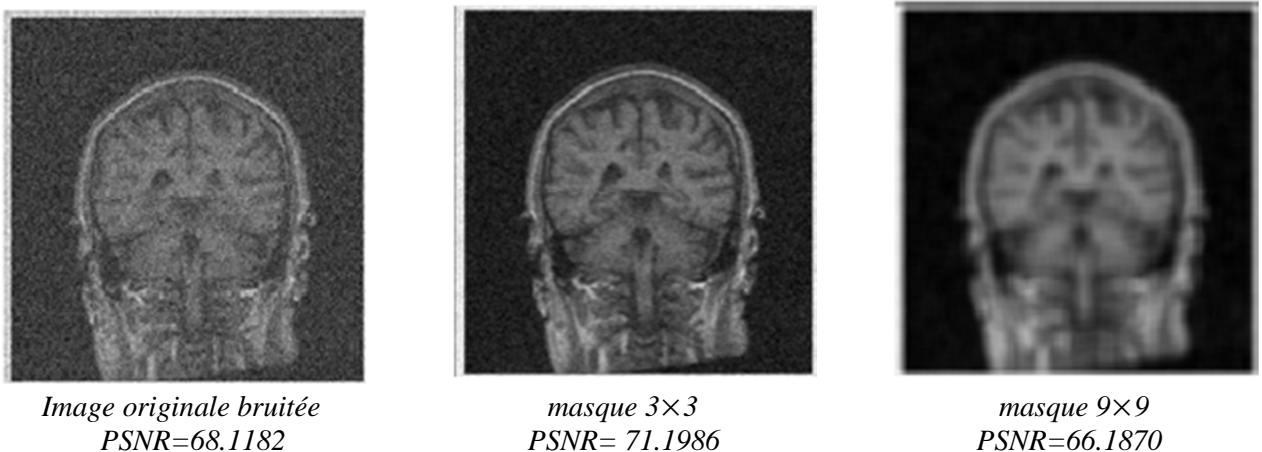 Image originale bruitée
PSNR=68.1182
masque 3×3
PSNR= 71.1986
masque 9×9
PSNR=66.1870